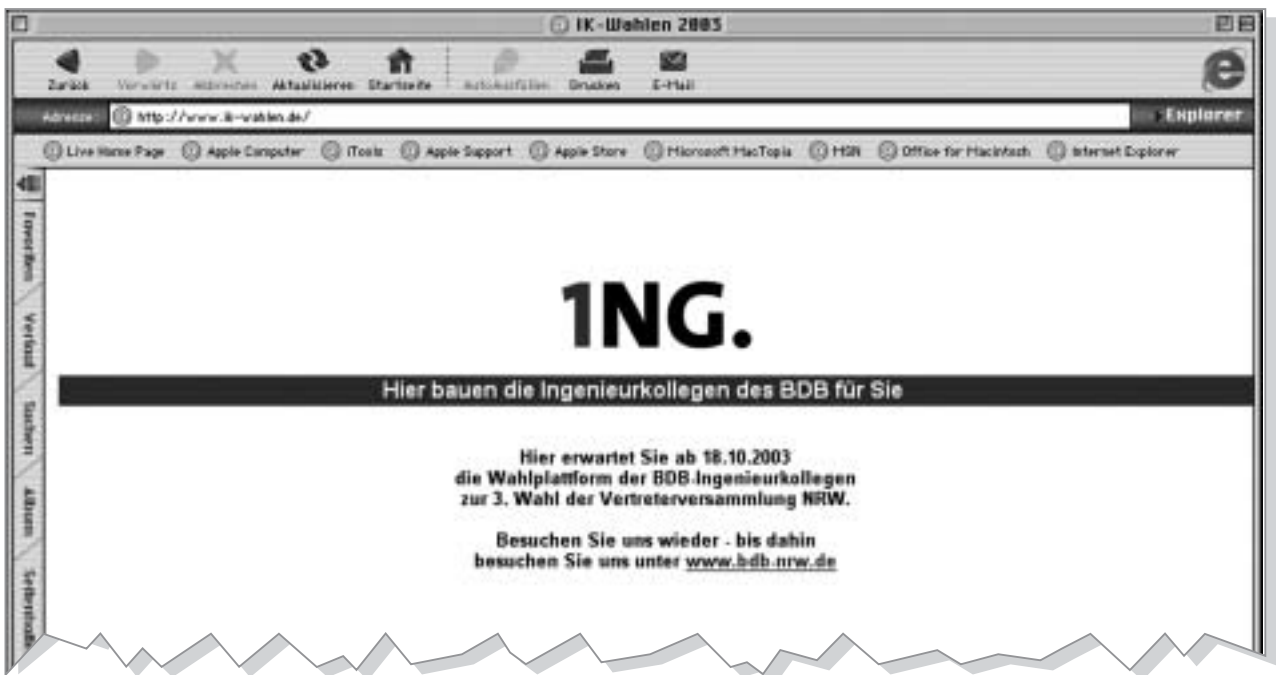 IK-Wahlen 2003
Zurück Vorwärts Abbrechen Aktualisieren Startseite AutoAusfüllen Drucken E-Mail
Adresse: http://www.ik-wahlen.de/ Explorer
Live Home Page Apple Computer iTools Apple Support Apple Store Microsoft MacTopia MSN Office for Macintosh Internet Explorer
Favoriten
Verlauf
Suchen
Album
1NG.
Hier bauen die Ingenieurkollegen des BDB für Sie
Hier erwartet Sie ab 18.10.2003
die Wahlplattform der BDB-Ingenieurkollegen
zur 3. Wahl der Vertreterversammlung NRW.
Besuchen Sie uns wieder - bis dahin
besuchen Sie uns unter www.bdb-nrw.de